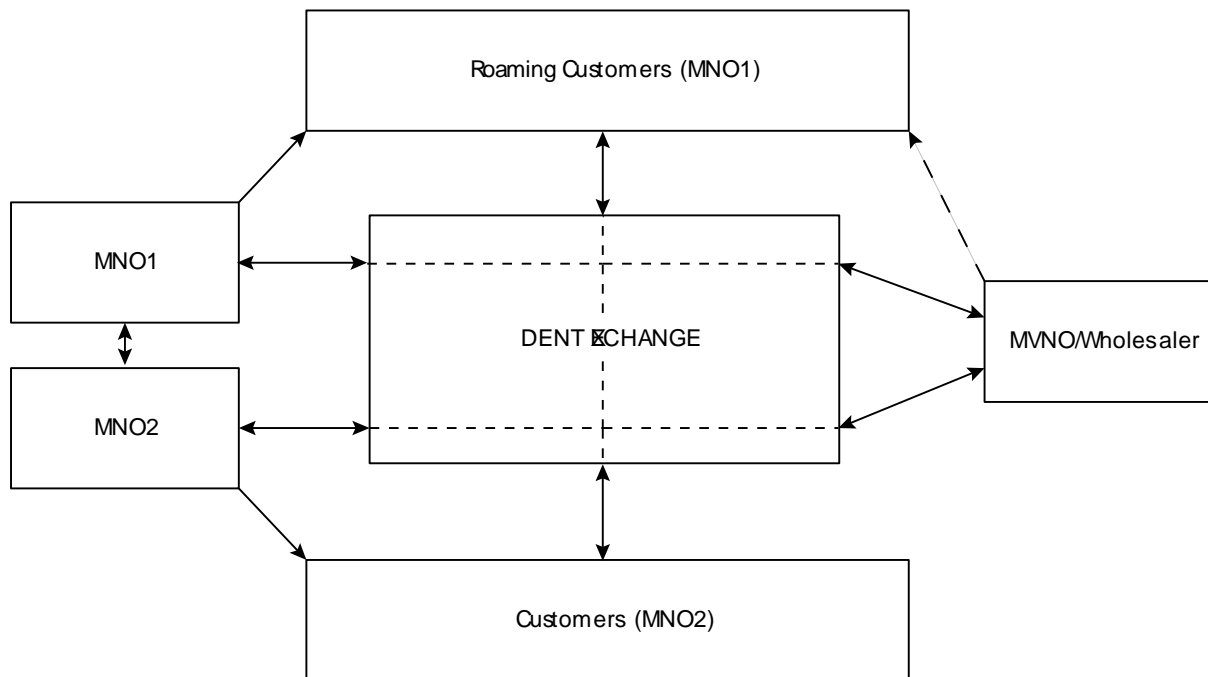 Roaming Customers (MNO1)
MNO1
DENT EXCHANGE
MVNO/Wholesaler
MNO2
Customers (MNO2)